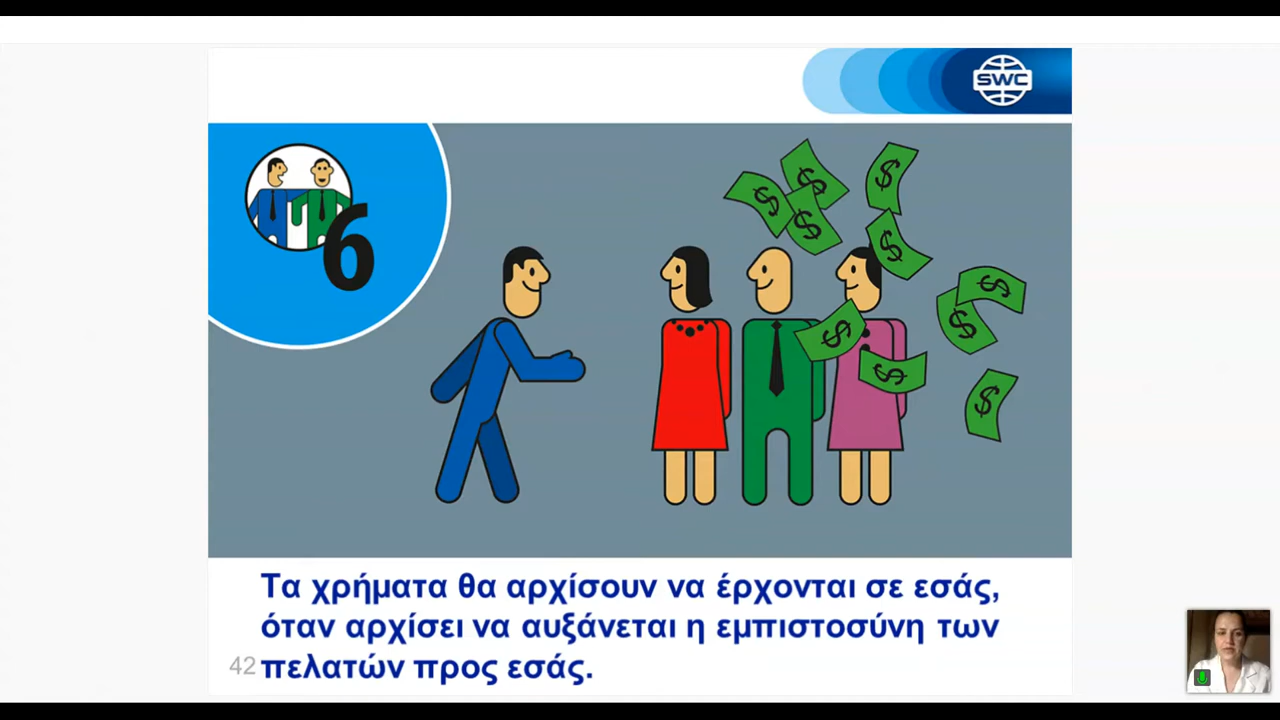 SWC
6
$ $ $ $ $ $ $ $ $ $
Τα χρήματα θα αρχίσουν να έρχονται σε εσάς,
όταν αρχίσει να αυξάνεται η εμπιστοσύνη των
42 πελατών προς εσάς.